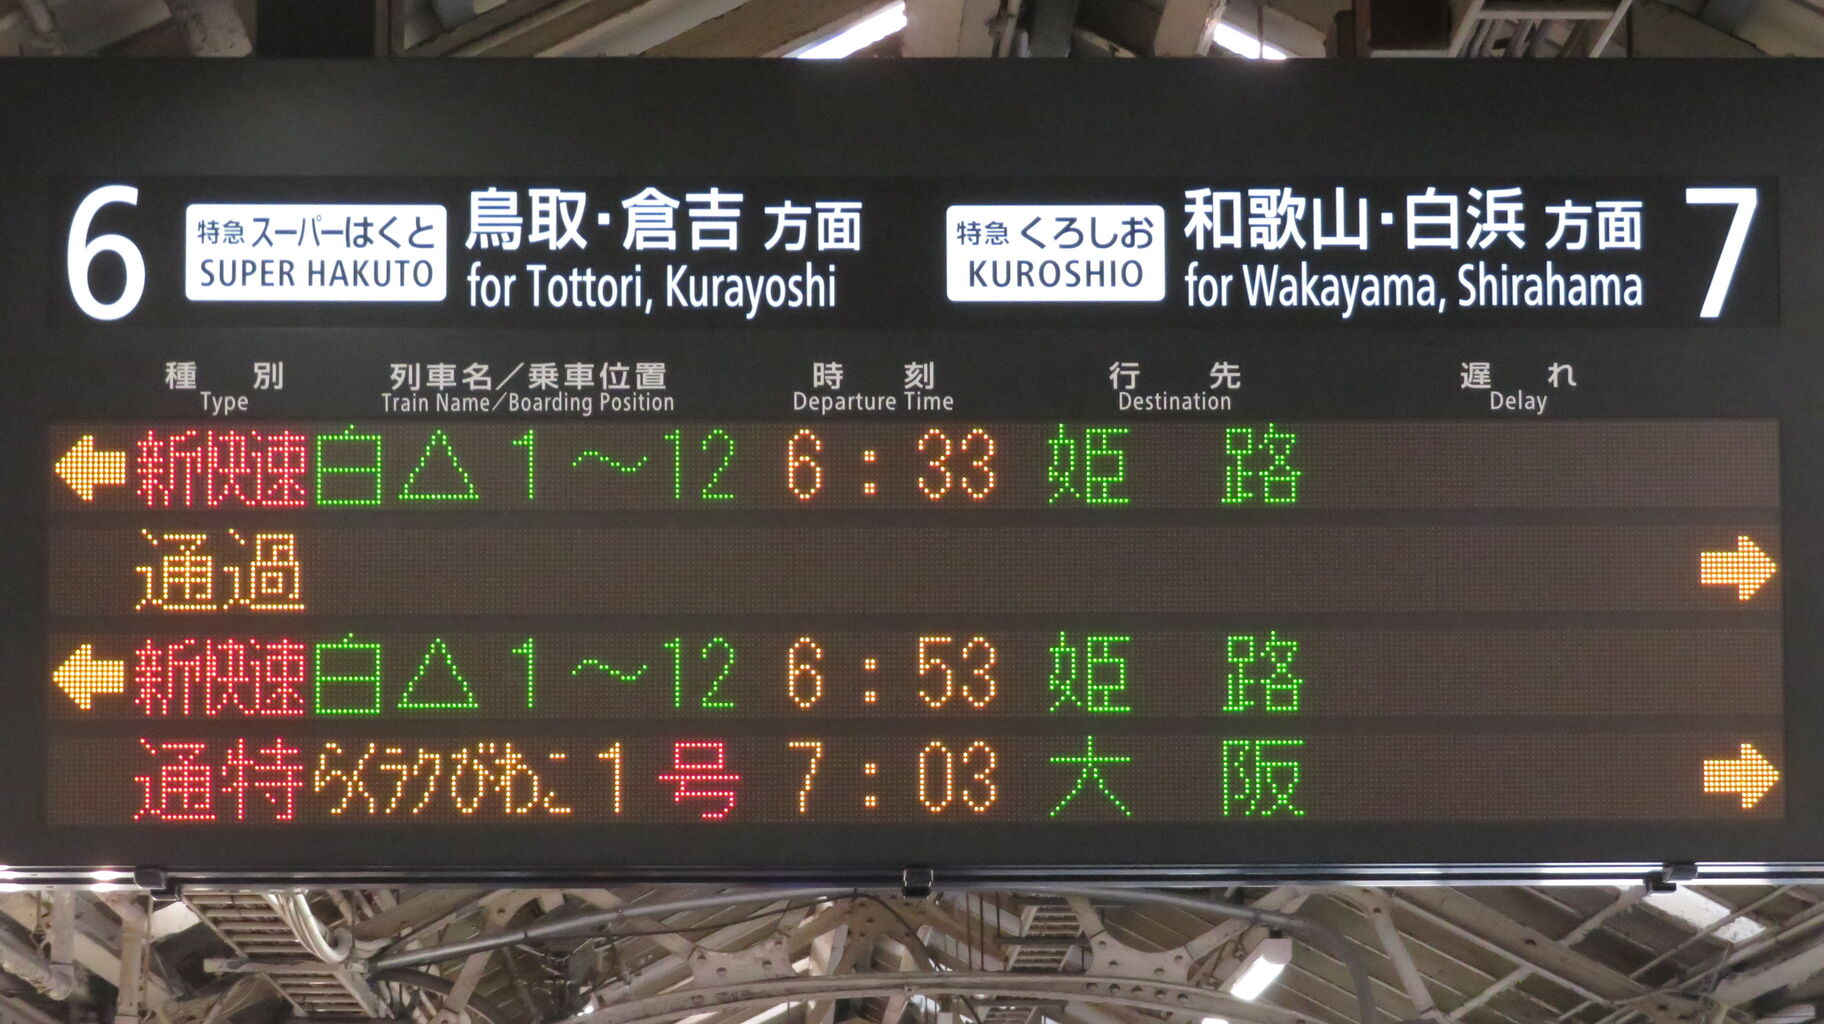 6 特急 スーパーはくと 鳥取・倉吉 方面 特急 くろしお 和歌山・白浜 方面 7
SUPER HAKUTO for Tottori, Kurayoshi KUROSHIO for Wakayama, Shirahama
種別 列車名/乗車位置 時刻 行先 遅れ
Type Train Name/Boarding Position Departure Time Destination Delay
新快速 白△1~12 6:33 姫路
通過
新快速 白△1~12 6:53 姫路
通特 らくラクびわこ 1号 7:03 大阪